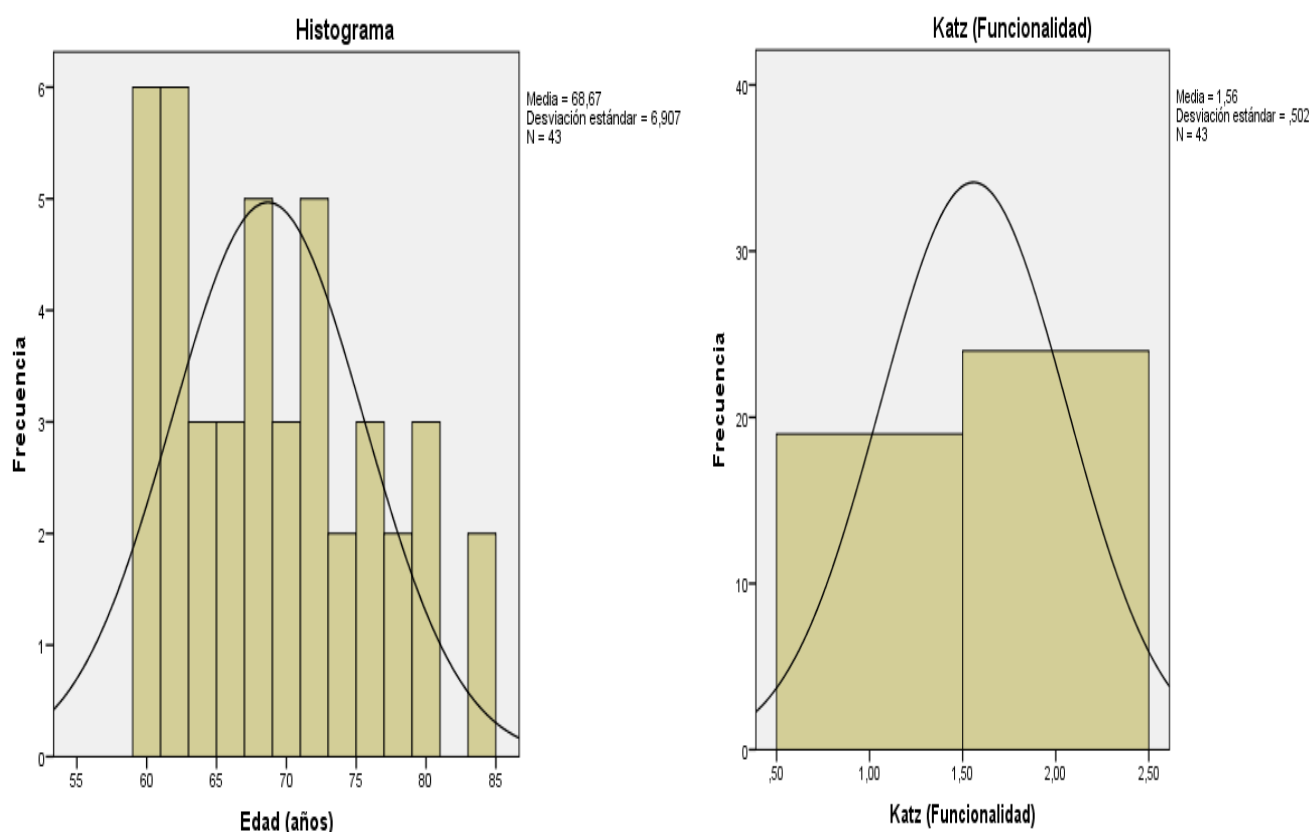 Histograma
Media = 68,67
Desviación estándar = 6,907
N = 43
Frecuencia
6
5
4
3
2
1
0
55 60 65 70 75 80 85
Edad (años)
Katz (Funcionalidad)
Media = 1,56
Desviación estándar = ,502
N = 43
Frecuencia
40
30
20
10
0
,50 1,00 1,50 2,00 2,50
Katz (Funcionalidad)